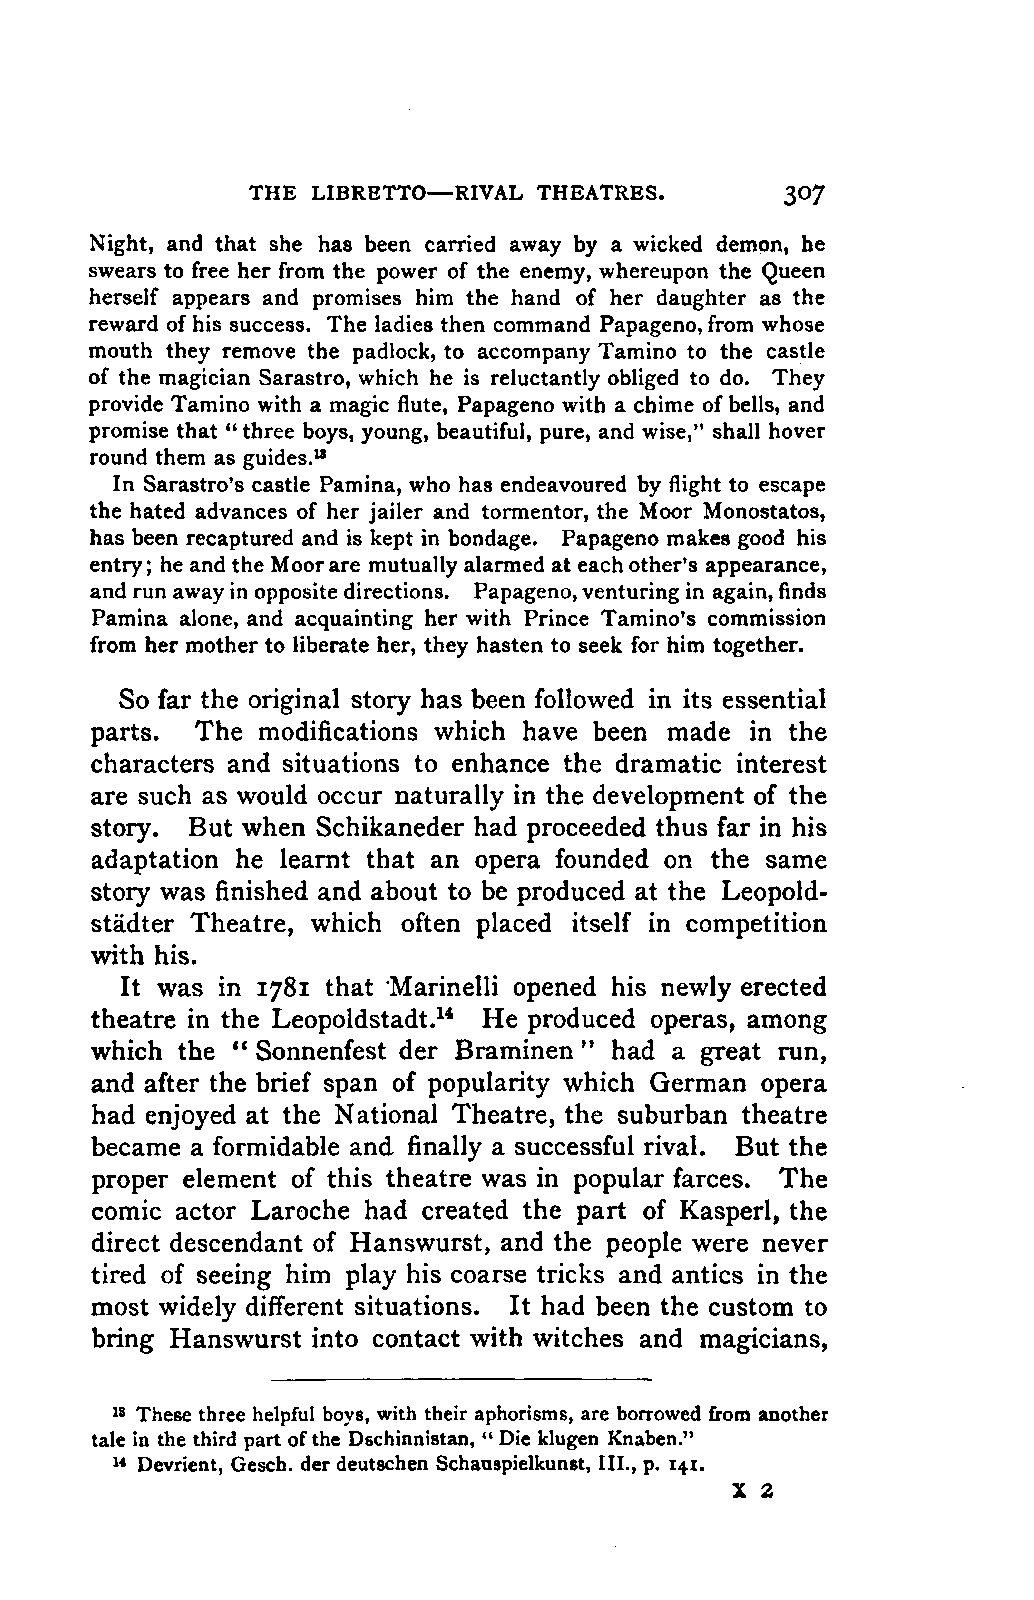 THE LIBRETTO—RIVAL THEATRES. 307
Night, and that she has been carried away by a wicked demon, he
swears to free her from the power of the enemy, whereupon the Queen
herself appears and promises him the hand of her daughter as the
reward of his success. The ladies then command Papageno, from whose
mouth they remove the padlock, to accompany Tamino to the castle
of the magician Sarastro, which he is reluctantly obliged to do. They
provide Tamino with a magic flute, Papageno with a chime of bells, and
promise that "three boys, young, beautiful, pure, and wise," shall hover
round them as guides.¹³
In Sarastro's castle Pamina, who has endeavoured by flight to escape
the hated advances of her jailer and tormentor, the Moor Monostatos,
has been recaptured and is kept in bondage. Papageno makes good his
entry; he and the Moor are mutually alarmed at each other's appearance,
and run away in opposite directions. Papageno, venturing in again, finds
Pamina alone, and acquainting her with Prince Tamino's commission
from her mother to liberate her, they hasten to seek for him together.
So far the original story has been followed in its essential
parts. The modifications which have been made in the
characters and situations to enhance the dramatic interest
are such as would occur naturally in the development of the
story. But when Schikaneder had proceeded thus far in his
adaptation he learnt that an opera founded on the same
story was finished and about to be produced at the Leopold-
städter Theatre, which often placed itself in competition
with his.
It was in 1781 that Marinelli opened his newly erected
theatre in the Leopoldstadt.¹⁴ He produced operas, among
which the "Sonnenfest der Braminen" had a great run,
and after the brief span of popularity which German opera
had enjoyed at the National Theatre, the suburban theatre
became a formidable and finally a successful rival. But the
proper element of this theatre was in popular farces. The
comic actor Laroche had created the part of Kasperl, the
direct descendant of Hanswurst, and the people were never
tired of seeing him play his coarse tricks and antics in the
most widely different situations. It had been the custom to
bring Hanswurst into contact with witches and magicians,
¹³ These three helpful boys, with their aphorisms, are borrowed from another
tale in the third part of the Dschinnistan, "Die klugen Knaben."
¹⁴ Devrient, Gesch. der deutschen Schauspielkunst, III., p. 141.
X 2